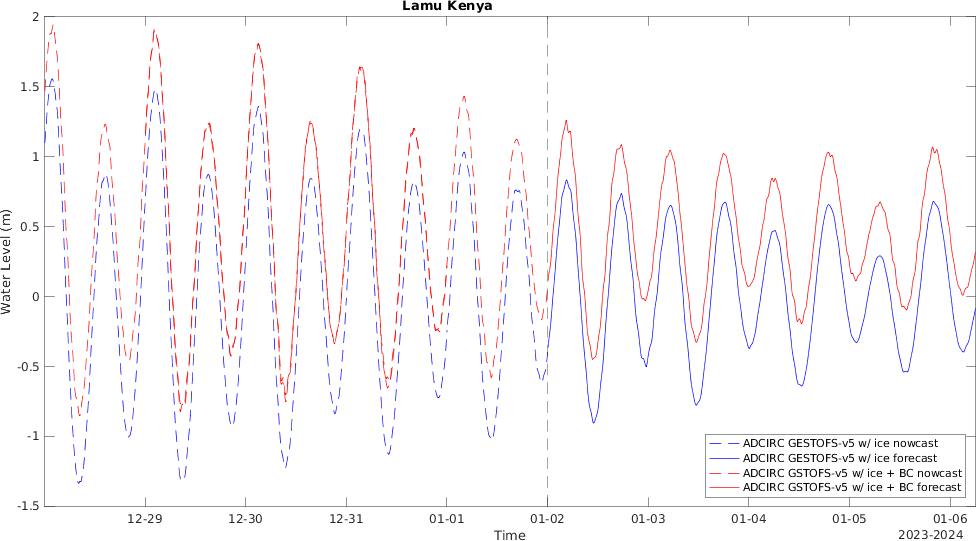 Lamu Kenya
Water Level (m)
2
1.5
1
0.5
0
-0.5
-1
-1.5
ADCIRC GESTOFS-v5 w/ ice nowcast
ADCIRC GESTOFS-v5 w/ ice forecast
ADCIRC GSTOFS-v5 w/ ice + BC nowcast
ADCIRC GSTOFS-v5 w/ ice + BC forecast
12-29 12-30 12-31 01-01 01-02 01-03 01-04 01-05 01-06
Time
2023-2024